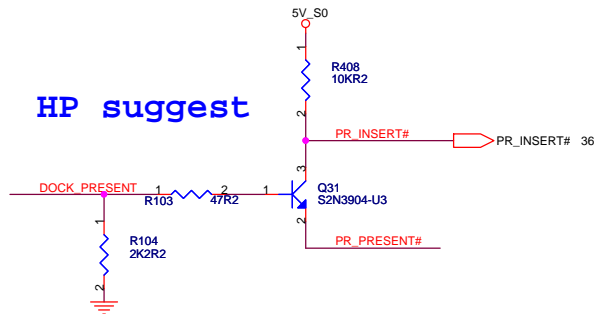 5V_S0
1
R408
10KR2
HP suggest
2
PR_INSERT#
PR_INSERT# 36
3
DOCK_PRESENT
1
2
1
Q31
S2N3904-U3
R103
47R2
2
1
PR_PRESENT#
R104
2K2R2
2